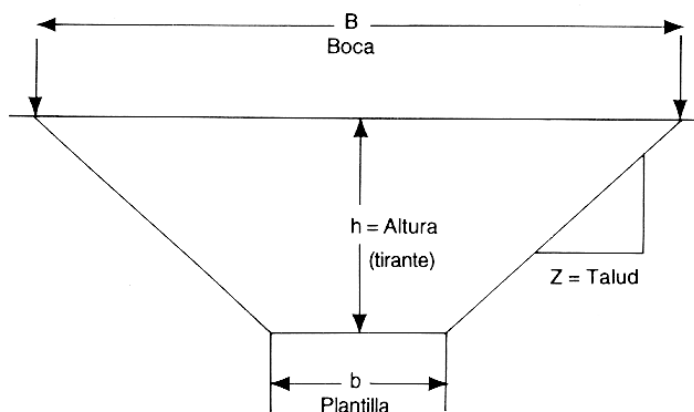 B
Boca
h = Altura
(tirante)
Z = Talud
b
Plantilla